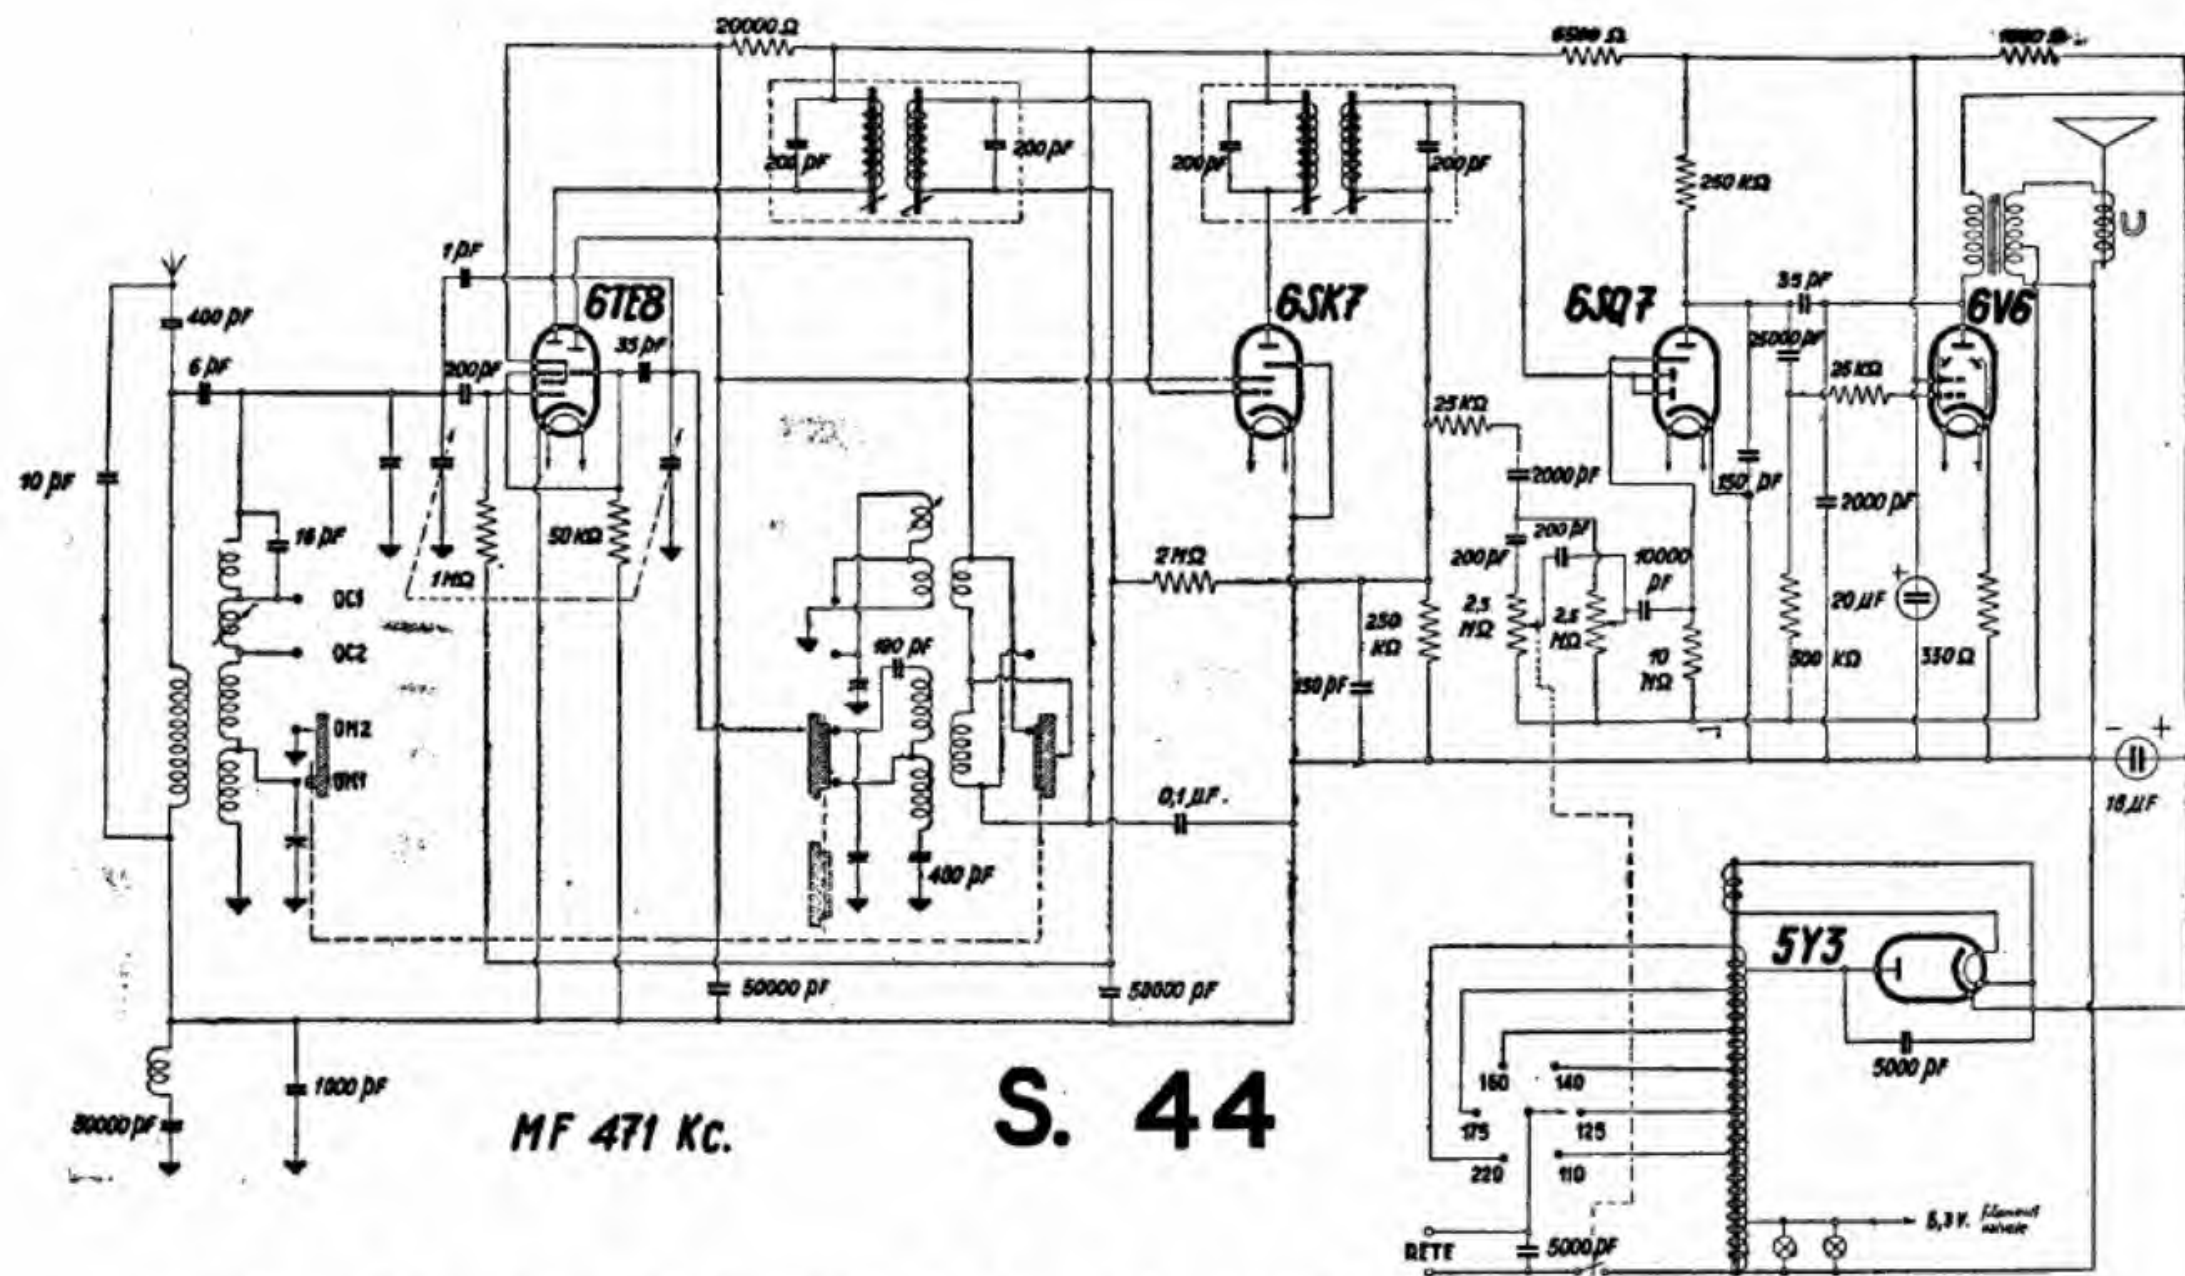 20000 Ω
6500 Ω
200 pF
200 pF
200 pF
200 pF
250 KΩ
U
1 pF
6TE8
6SK7
6SQ7
35 pF
6V6
400 pF
35 pF
25000 pF
6 pF
200 pF
25 KΩ
25 KΩ
10 pF
2000 pF
150 pF
2000 pF
16 pF
50 KΩ
200 pF
200 pF
10000 pF
1 MΩ
2 MΩ
OC1
2,5 MΩ
2,5 MΩ
20 µF
250 KΩ
OC2
190 pF
10 MΩ
500 KΩ
350 Ω
150 pF
OM2
OM1
0,1 µF.
16 µF
400 pF
5Y3
50000 pF
50000 pF
5000 pF
160
140
1000 pF
175
125
50000 pF
MF 471 Kc.
S. 44
220
110
6,3 V.
RETE
5000 pF